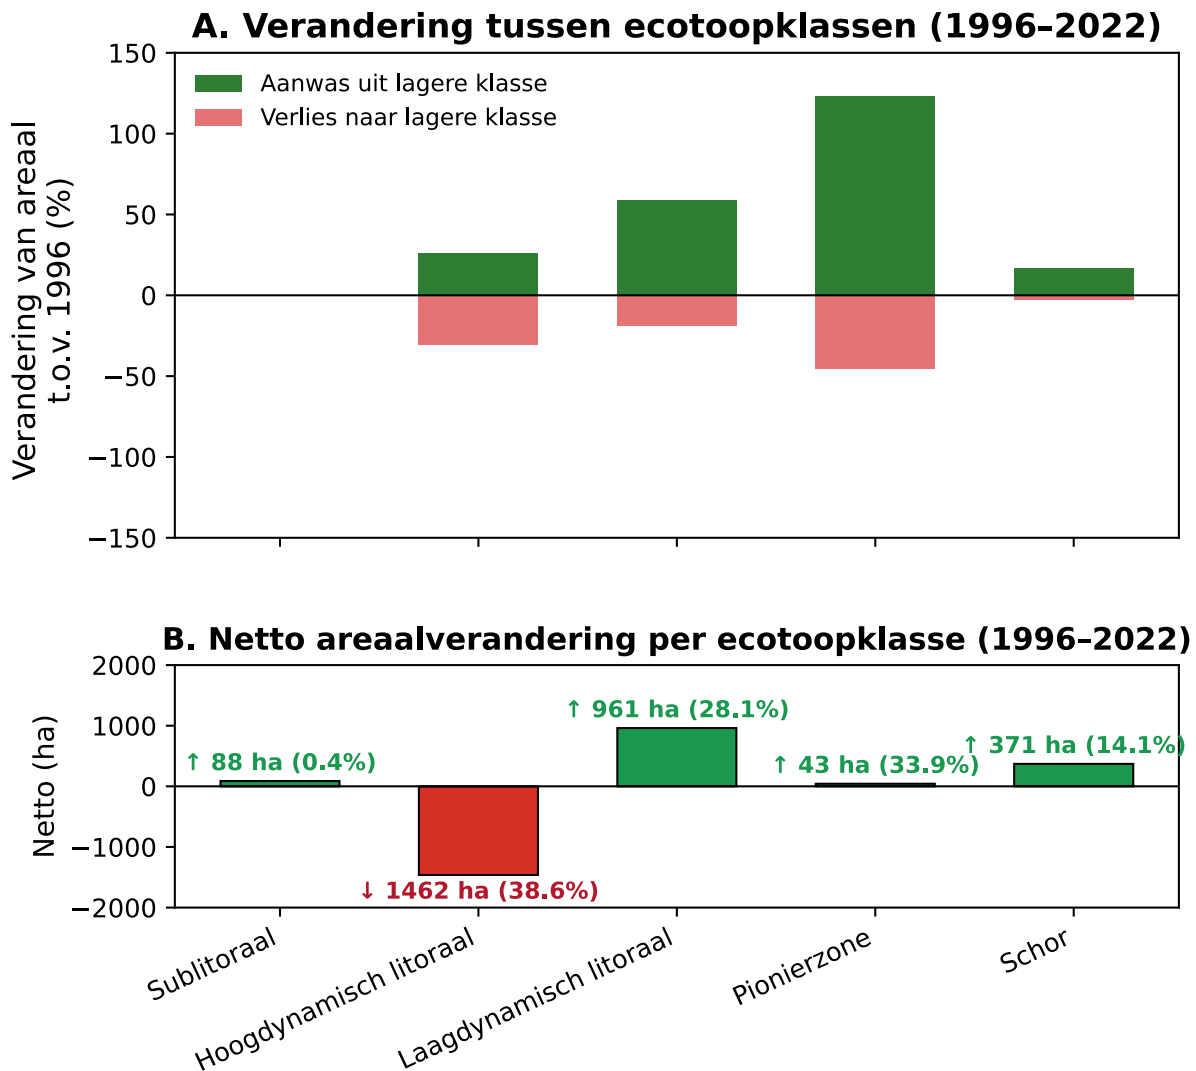 A. Verandering tussen ecotoopklassen (1996–2022)
Verandering van areaal
t.o.v. 1996 (%)
150
100
50
0
−50
−100
−150
Aanwas uit lagere klasse
Verlies naar lagere klasse
B. Netto areaalverandering per ecotoopklasse (1996–2022)
Netto (ha)
2000
1000
0
−1000
−2000
↑ 88 ha (0.4%)
↓ 1462 ha (38.6%)
↑ 961 ha (28.1%)
↑ 43 ha (33.9%)
↑ 371 ha (14.1%)
Sublitoraal
Hoogdynamisch litoraal
Laagdynamisch litoraal
Pionierzone
Schor